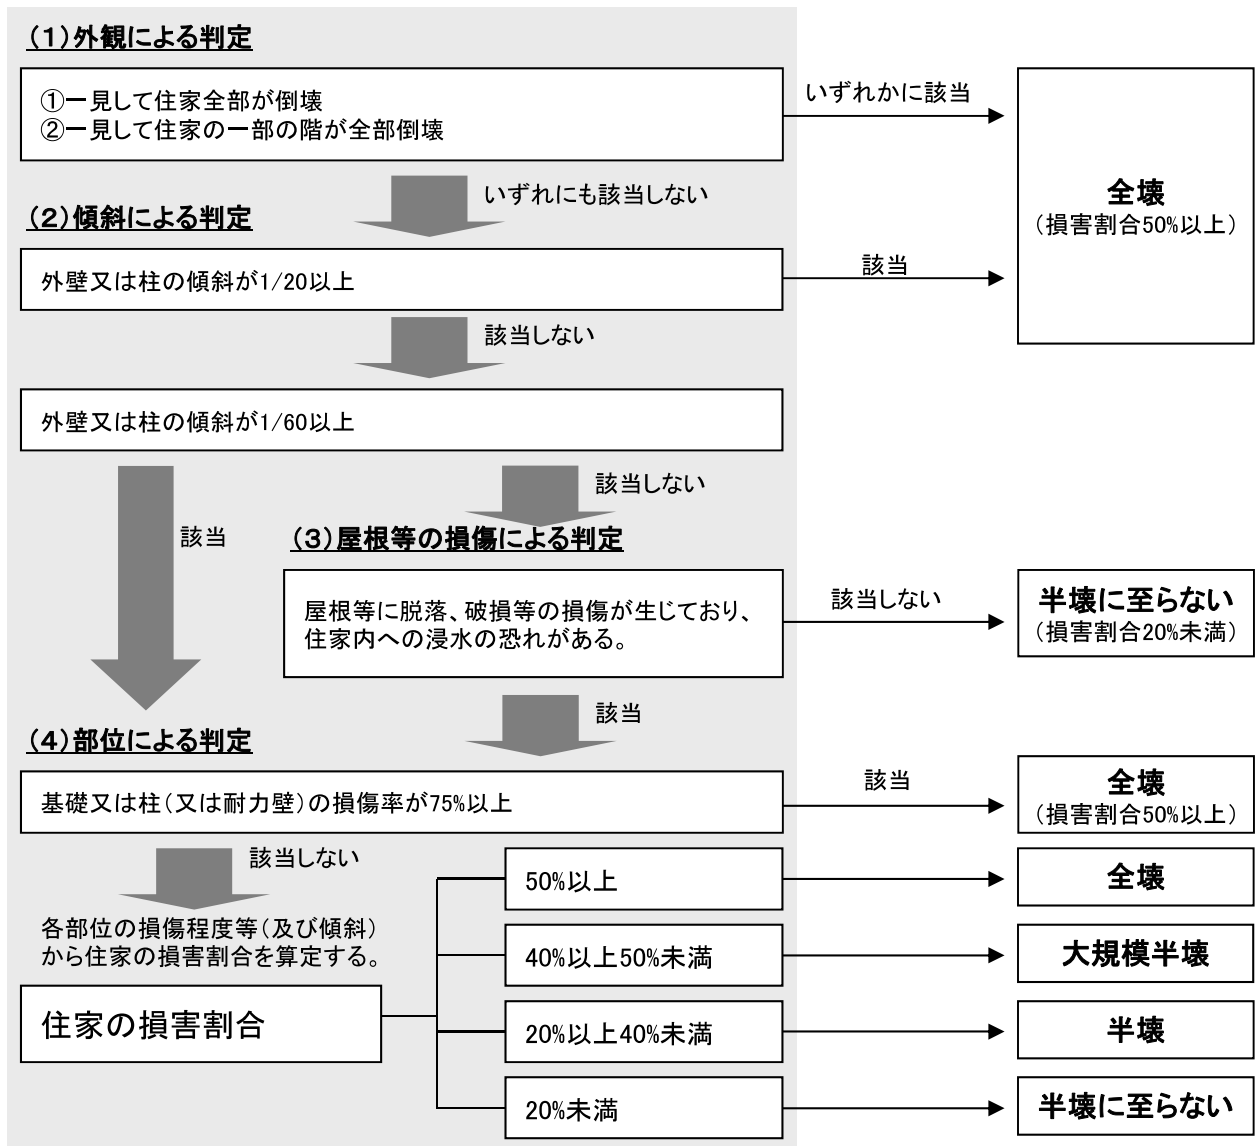 (1)外観による判定
①一見して住家全部が倒壊
②一見して住家の一部の階が全部倒壊
いずれかに該当
全壊
(損害割合50%以上)
いずれにも該当しない
(2)傾斜による判定
外壁又は柱の傾斜が1/20以上
該当
該当しない
外壁又は柱の傾斜が1/60以上
該当
該当しない
(3)屋根等の損傷による判定
屋根等に脱落、破損等の損傷が生じており、
住家内への浸水の恐れがある。
該当しない
半壊に至らない
(損害割合20%未満)
該当
(4)部位による判定
基礎又は柱(又は耐力壁)の損傷率が75%以上
該当
全壊
(損害割合50%以上)
該当しない
各部位の損傷程度等(及び傾斜)
から住家の損害割合を算定する。
住家の損害割合
50%以上
全壊
40%以上50%未満
大規模半壊
20%以上40%未満
半壊
20%未満
半壊に至らない